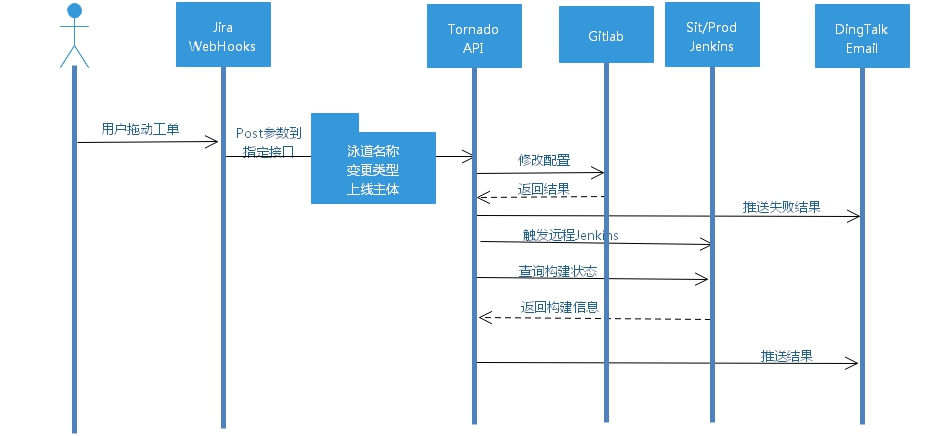 Jira
WebHooks
Tornado
API
Gitlab
Sit/Prod
Jenkins
DingTalk
Email
用户拖动工单
Post参数到
指定接口
泳道名称
变更类型
上线主体
修改配置
返回结果
推送失败结果
触发远程Jenkins
查询构建状态
返回构建信息
推送结果